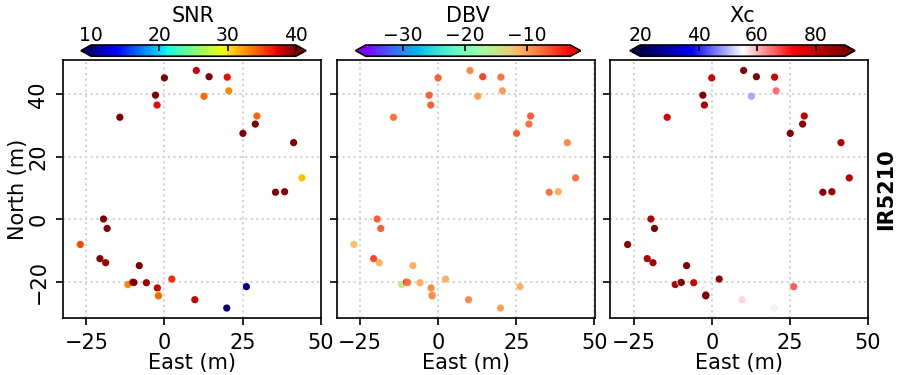 SNR DBV Xc
10 20 30 40 −30 −20 −10 20 40 60 80
40
20
0
−20
North (m)
IR5210
−25 0 25 50 −25 0 25 50 −25 0 25 50
East (m) East (m) East (m)